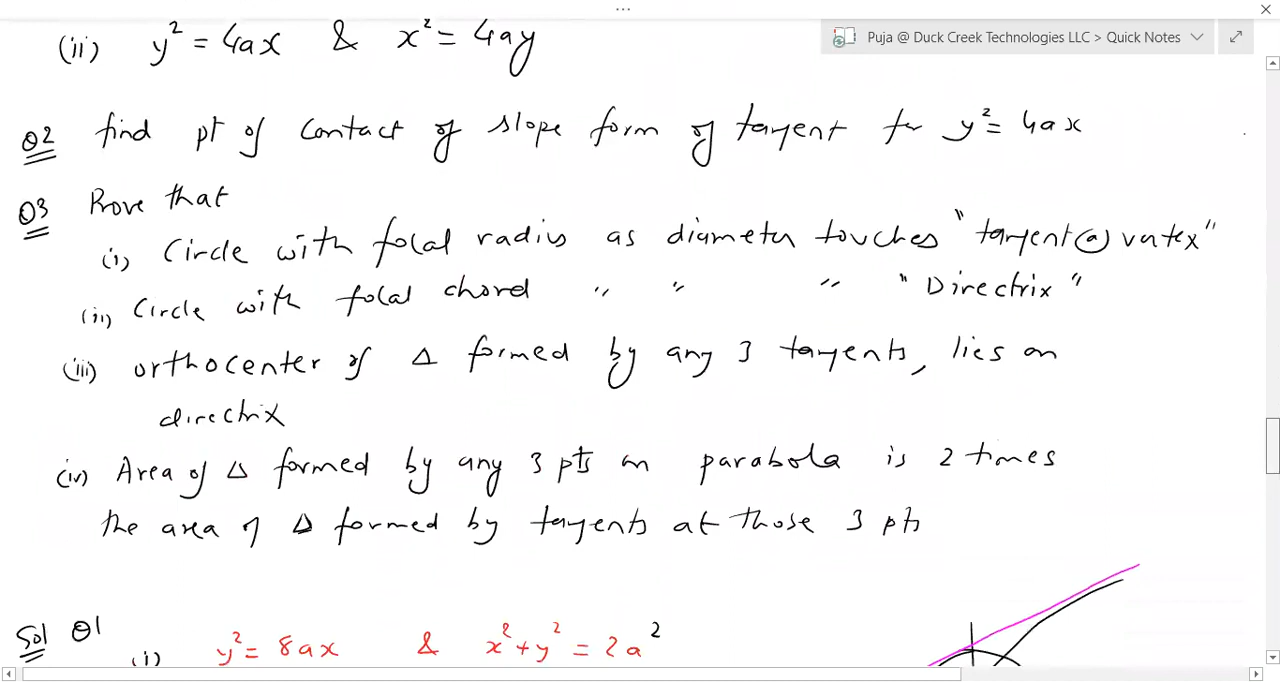 ...
Puja @ Duck Creek Technologies LLC > Quick Notes
(ii) y² = 4ax & x² = 4ay
Q2 find pt of Contact of slope form of tangent for y² = 4ax
Q3 Prove that
(i) Circle with focal radius as diameter touches "tangent @ vertex"
(ii) Circle with focal chord " " " "Directrix"
(iii) orthocenter of Δ formed by any 3 tangents, lies on
directrix
(iv) Area of Δ formed by any 3 pts on parabola is 2 times
the area of Δ formed by tangents at those 3 pts
Sol Q1
(i) y² = 8ax & x² + y² = 2a²